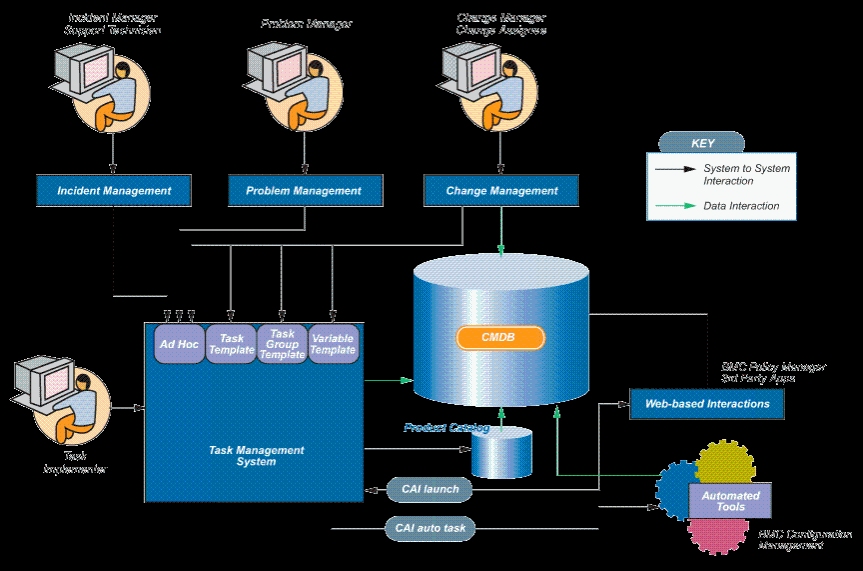 Incident Manager
Support Technician
Problem Manager
Change Manager
Change Assignee
KEY
System to System
Interaction
Data Interaction
Incident Management
Problem Management
Change Management
Ad Hoc
Task
Template
Task
Group
Template
Variable
Template
CMDB
BMC Policy Manager
3rd Party Apps
Web-based Interactions
Product Catalog
Task Management
System
Task
Implementer
CAI launch
CAI auto task
Automated
Tools
BMC Configuration
Management